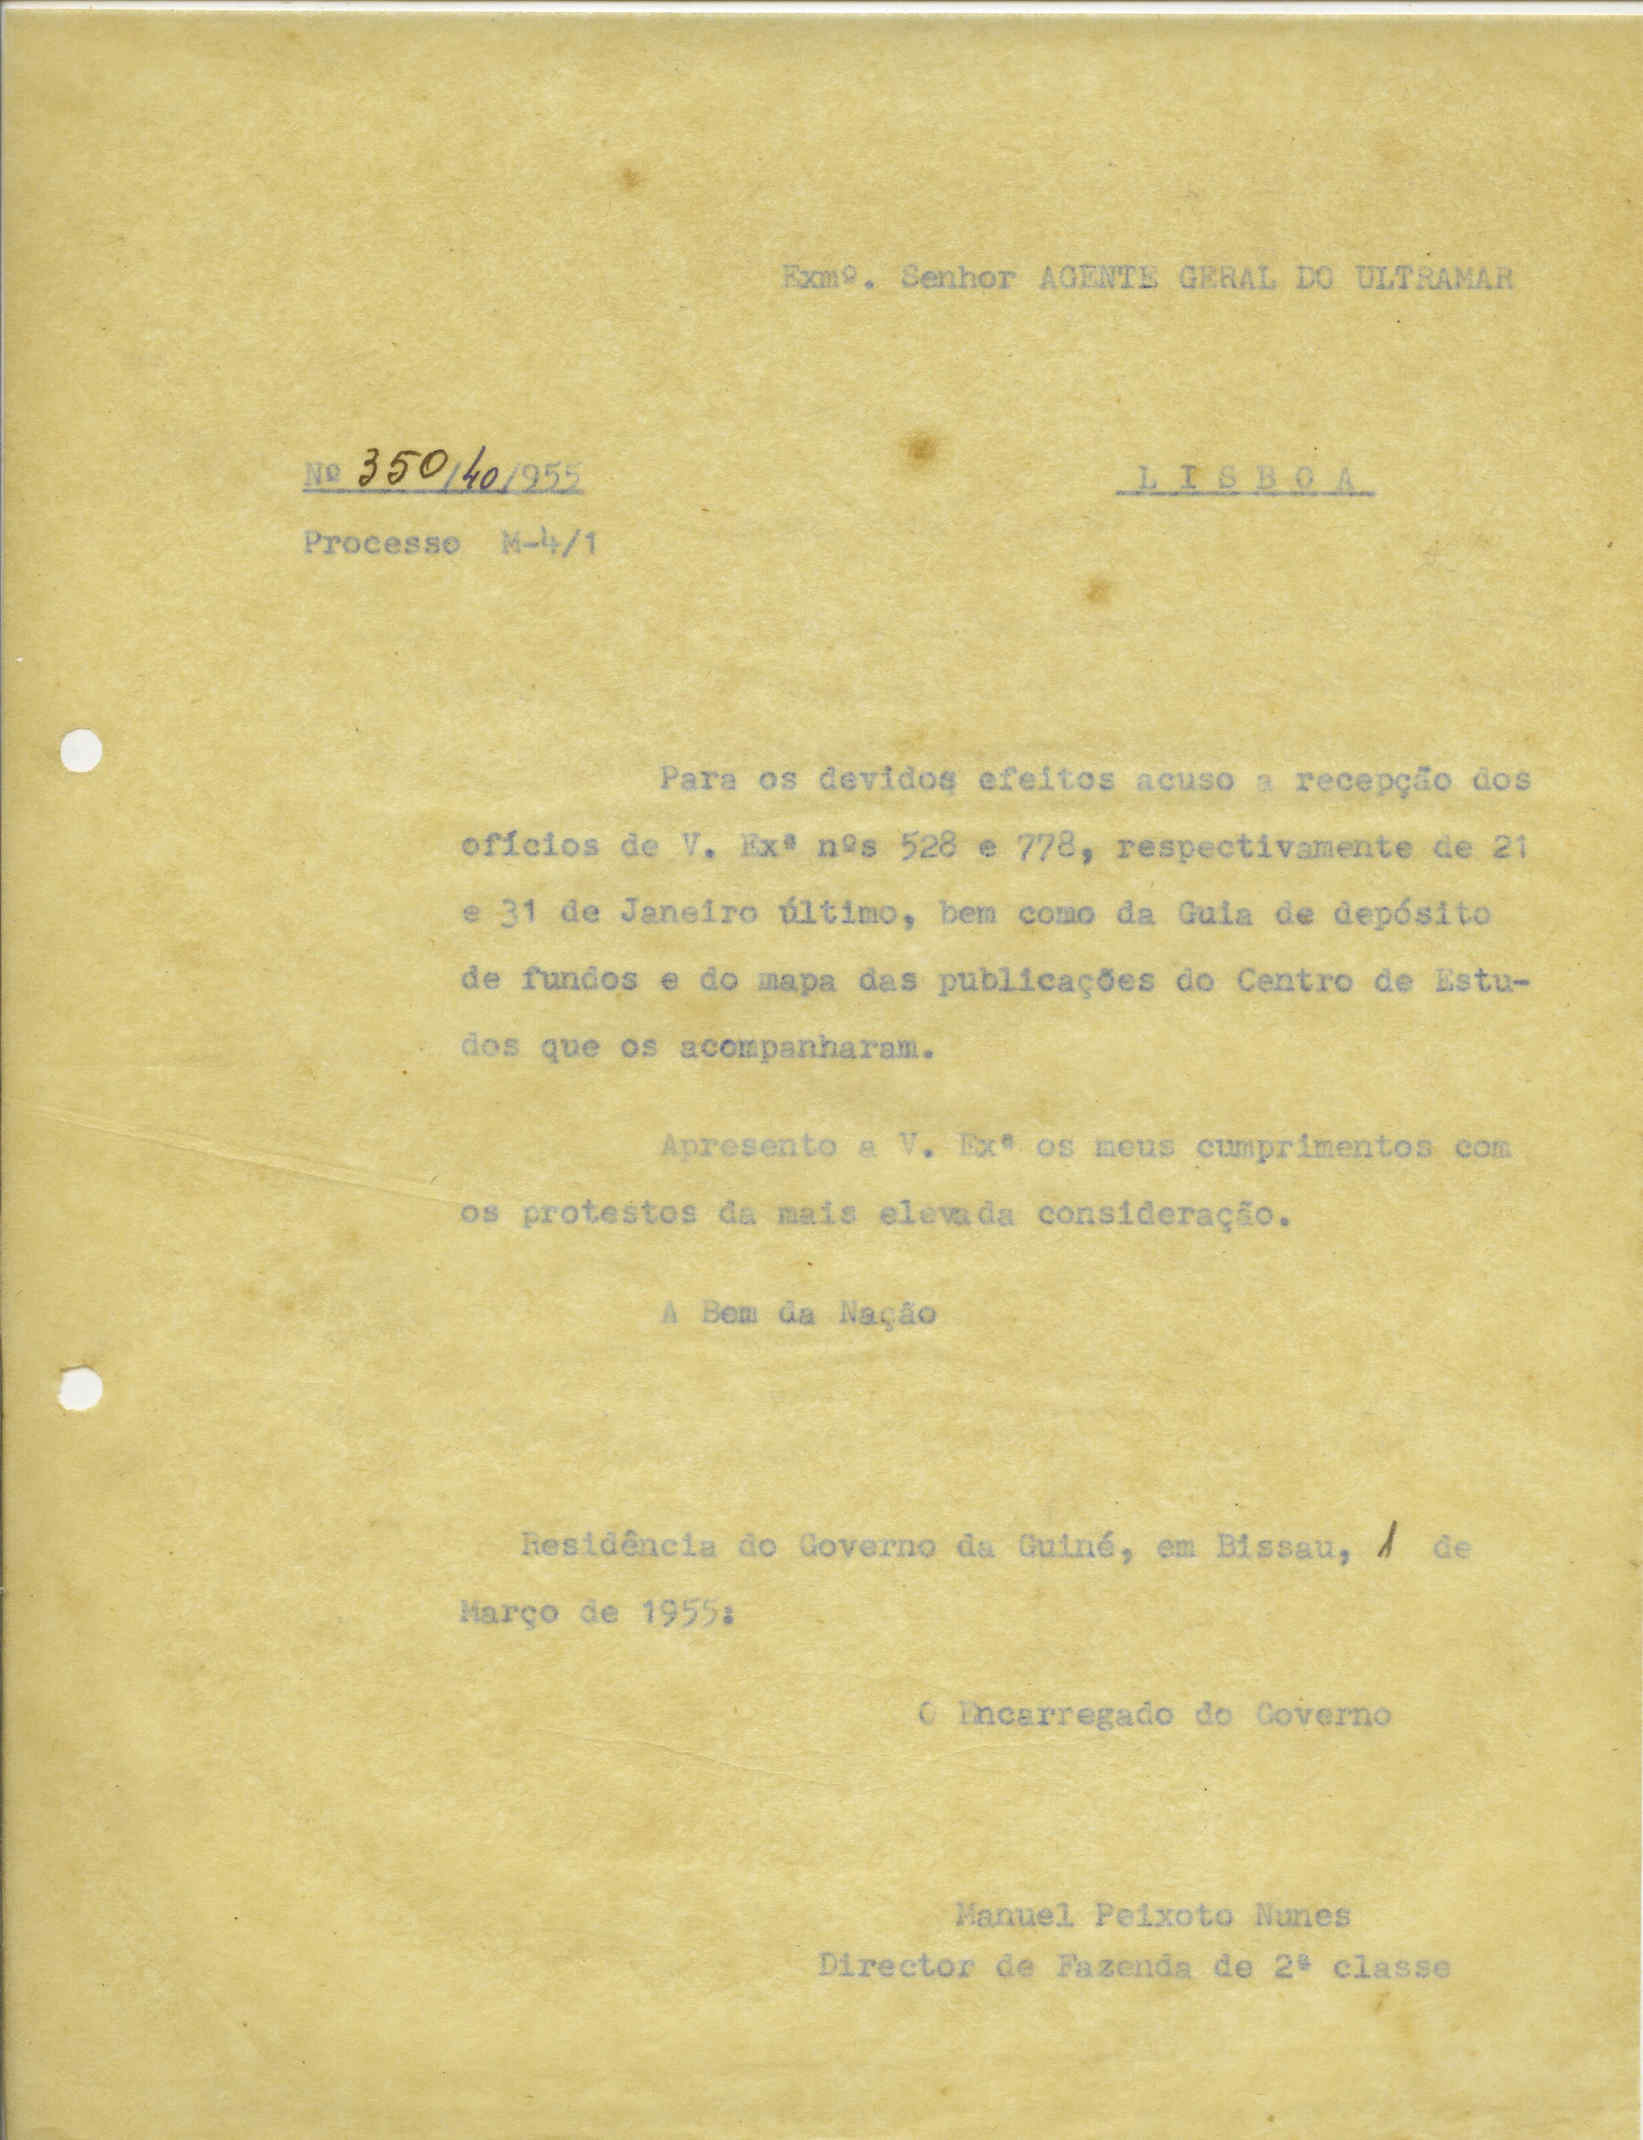 Exmº. Senhor AGENTE GERAL DO ULTRAMAR
Nº 350/40/955
L I S B O A
Processo M-4/1
Para os devidos efeitos acuso a recepção dos
ofícios de V. Exª nºs 528 e 778, respectivamente de 21
e 31 de Janeiro último, bem como da Guia de depósito
de fundos e do mapa das publicações do Centro de Estu-
dos que os acompanharam.
Apresento a V. Exª os meus cumprimentos com
os protestos da mais elevada consideração.
A Bem da Nação
Residência do Governo da Guiné, em Bissau, 1 de
Março de 1955:
O Encarregado do Governo
Manuel Peixoto Nunes
Director de Fazenda de 2ª classe